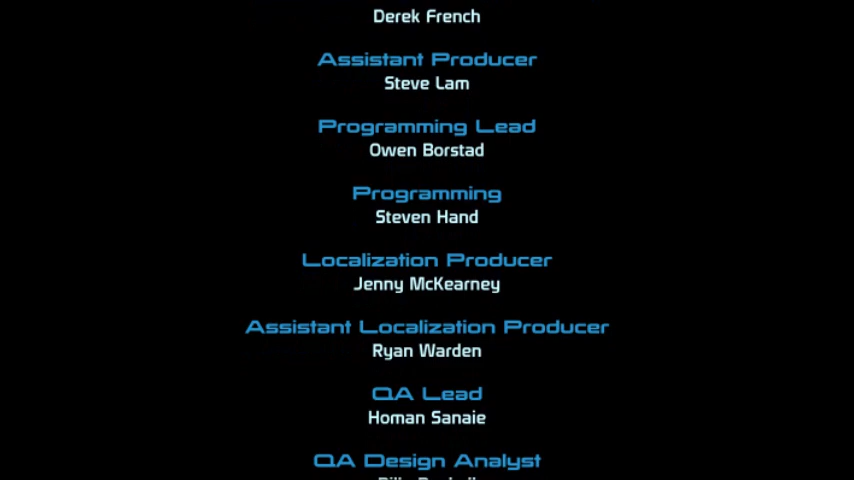 Derek French
Assistant Producer
Steve Lam
Programming Lead
Owen Borstad
Programming
Steven Hand
Localization Producer
Jenny McKearney
Assistant Localization Producer
Ryan Warden
QA Lead
Homan Sanaie
QA Design Analyst